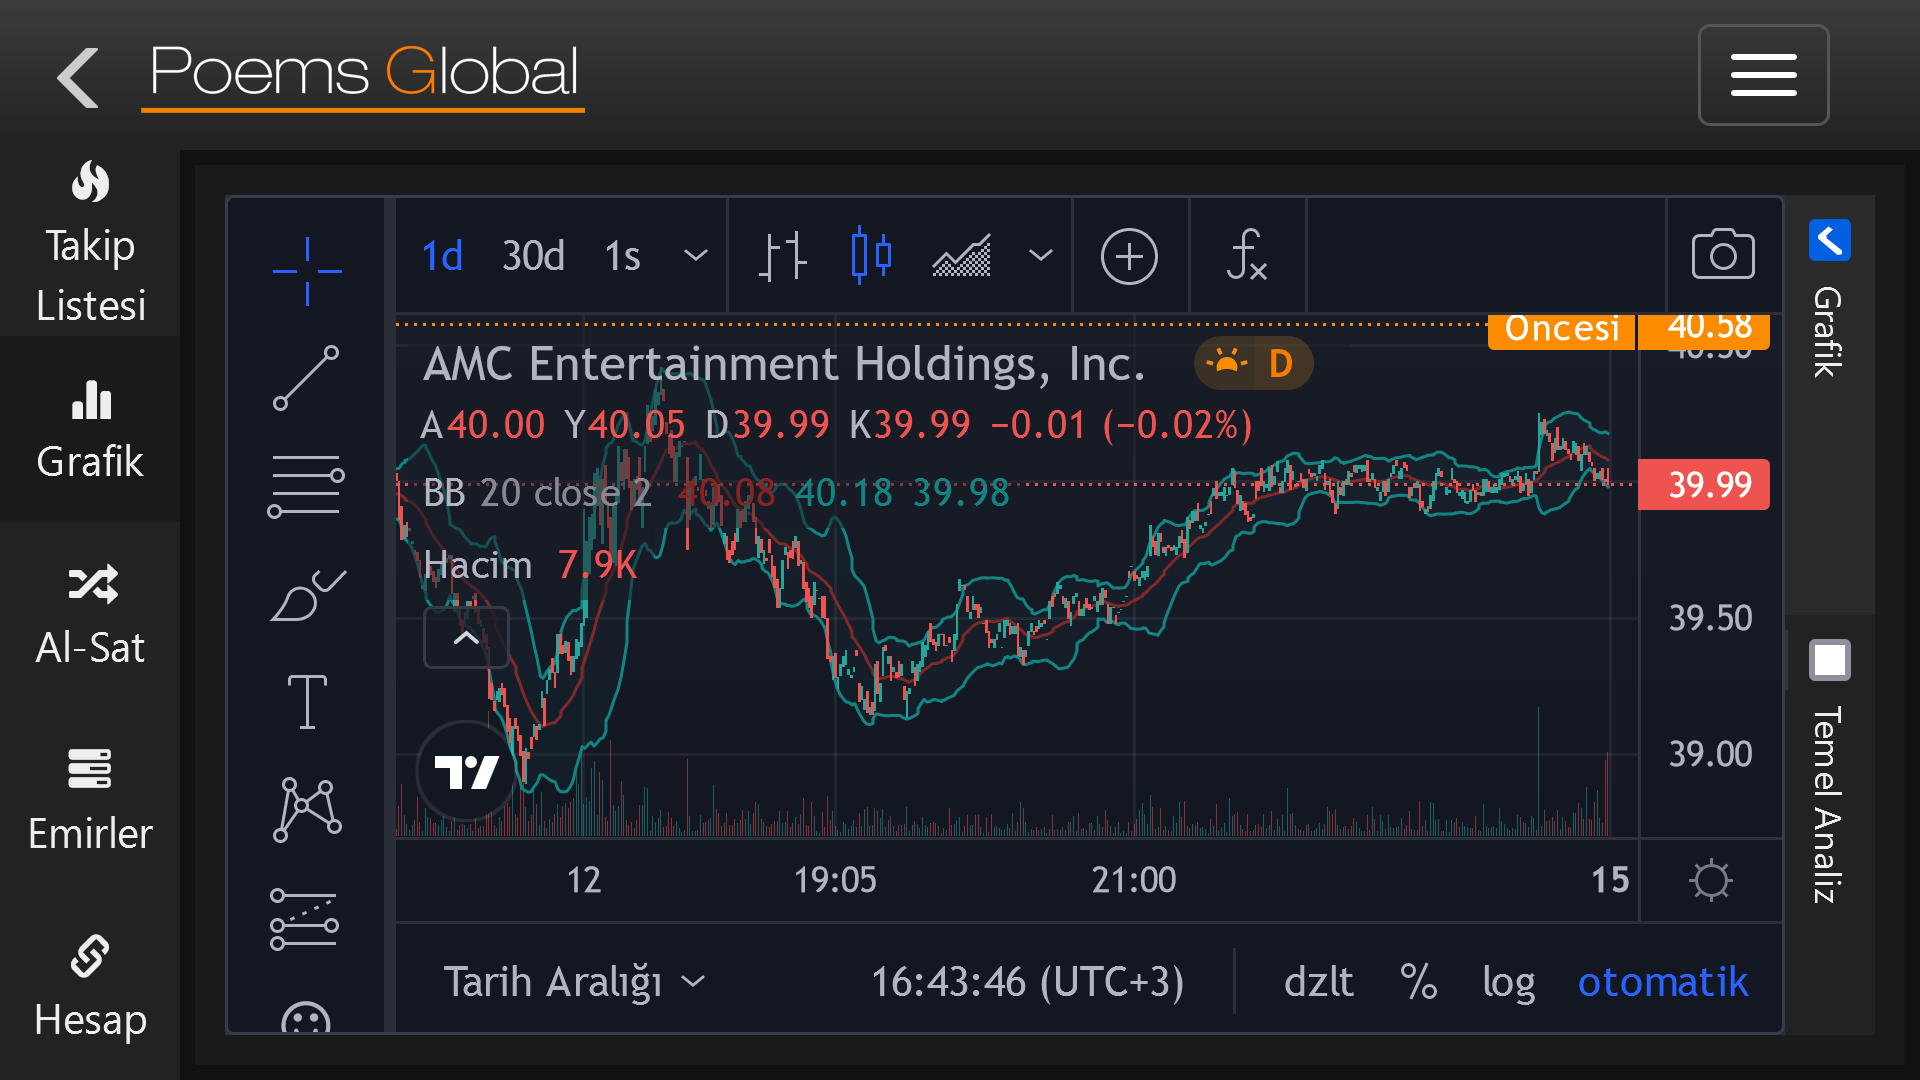 Poems Global
Takip
Listesi
Grafik
Al-Sat
Emirler
Hesap
1d 30d 1s
AMC Entertainment Holdings, Inc. D
A40.00 Y40.05 D39.99 K39.99 −0.01 (−0.02%)
BB 20 close 2 40.08 40.18 39.98
Hacim 7.9K
Öncesi 40.58
40.50
39.99
39.50
39.00
12 19:05 21:00 15
Tarih Aralığı 16:43:46 (UTC+3) dzlt % log otomatik
Grafik
Temel Analiz